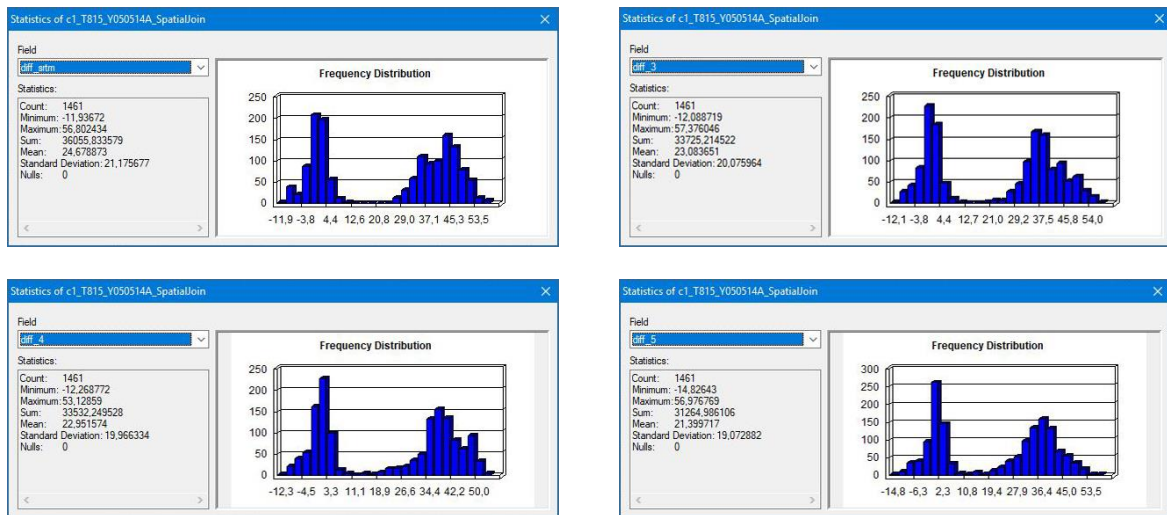 Statistics of c1_T815_Y050514A_SpatialJoin
Field
diff_srtm
Statistics:
Count: 1461
Minimum: -11,93672
Maximum: 56,802434
Sum: 36055,833579
Mean: 24,678873
Standard Deviation: 21,175677
Nulls: 0
Frequency Distribution
250
200
150
100
50
0
-11,9 -3,8 4,4 12,6 20,8 29,0 37,1 45,3 53,5
Statistics of c1_T815_Y050514A_SpatialJoin
Field
diff_3
Statistics:
Count: 1461
Minimum: -12,088719
Maximum: 57,376046
Sum: 33725,214522
Mean: 23,083651
Standard Deviation: 20,075964
Nulls: 0
Frequency Distribution
250
200
150
100
50
0
-12,1 -3,8 4,4 12,7 21,0 29,2 37,5 45,8 54,0
Statistics of c1_T815_Y050514A_SpatialJoin
Field
diff_4
Statistics:
Count: 1461
Minimum: -12,268772
Maximum: 53,12859
Sum: 33532,249528
Mean: 22,951574
Standard Deviation: 19,966334
Nulls: 0
Frequency Distribution
250
200
150
100
50
0
-12,3 -4,5 3,3 11,1 18,9 26,6 34,4 42,2 50,0
Statistics of c1_T815_Y050514A_SpatialJoin
Field
diff_5
Statistics:
Count: 1461
Minimum: -14,82643
Maximum: 56,976769
Sum: 31264,986106
Mean: 21,399717
Standard Deviation: 19,072882
Nulls: 0
Frequency Distribution
300
250
200
150
100
50
0
-14,8 -6,3 2,3 10,8 19,4 27,9 36,4 45,0 53,5